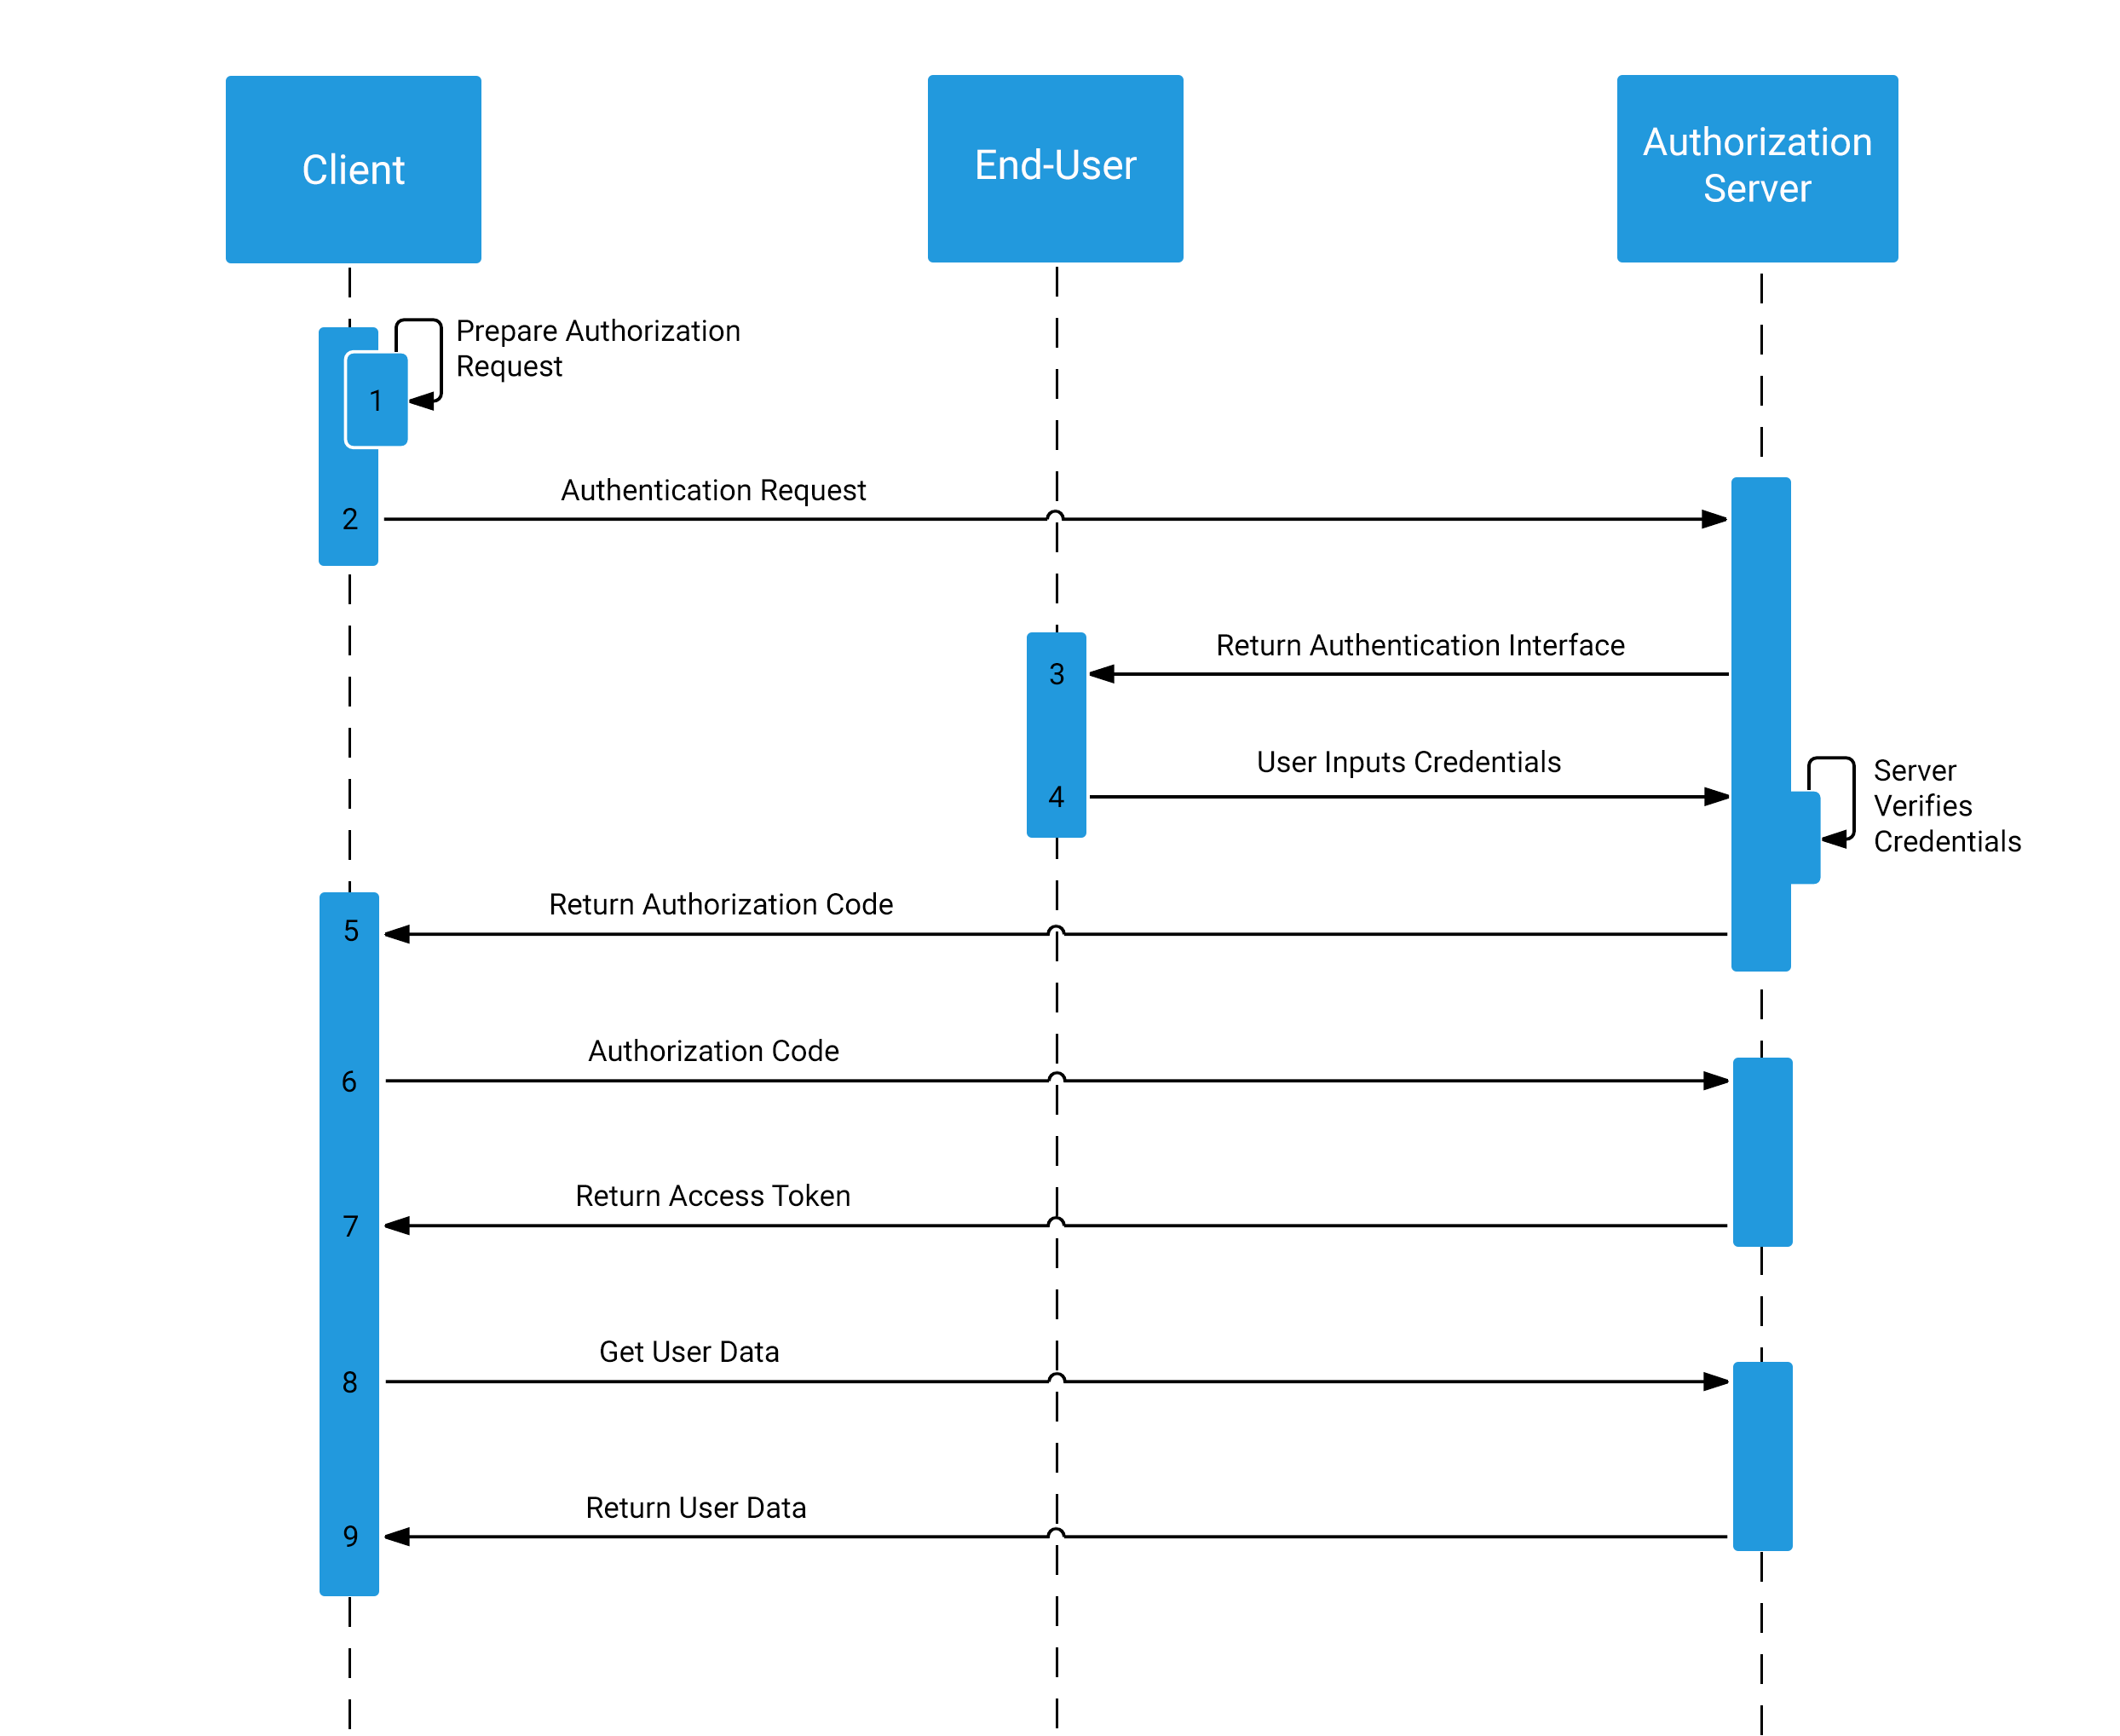 Client
End-User
Authorization
Server
Prepare Authorization
Request
1
Authentication Request
2
Return Authentication Interface
3
User Inputs Credentials
4
Server
Verifies
Credentials
Return Authorization Code
5
Authorization Code
6
Return Access Token
7
Get User Data
8
Return User Data
9